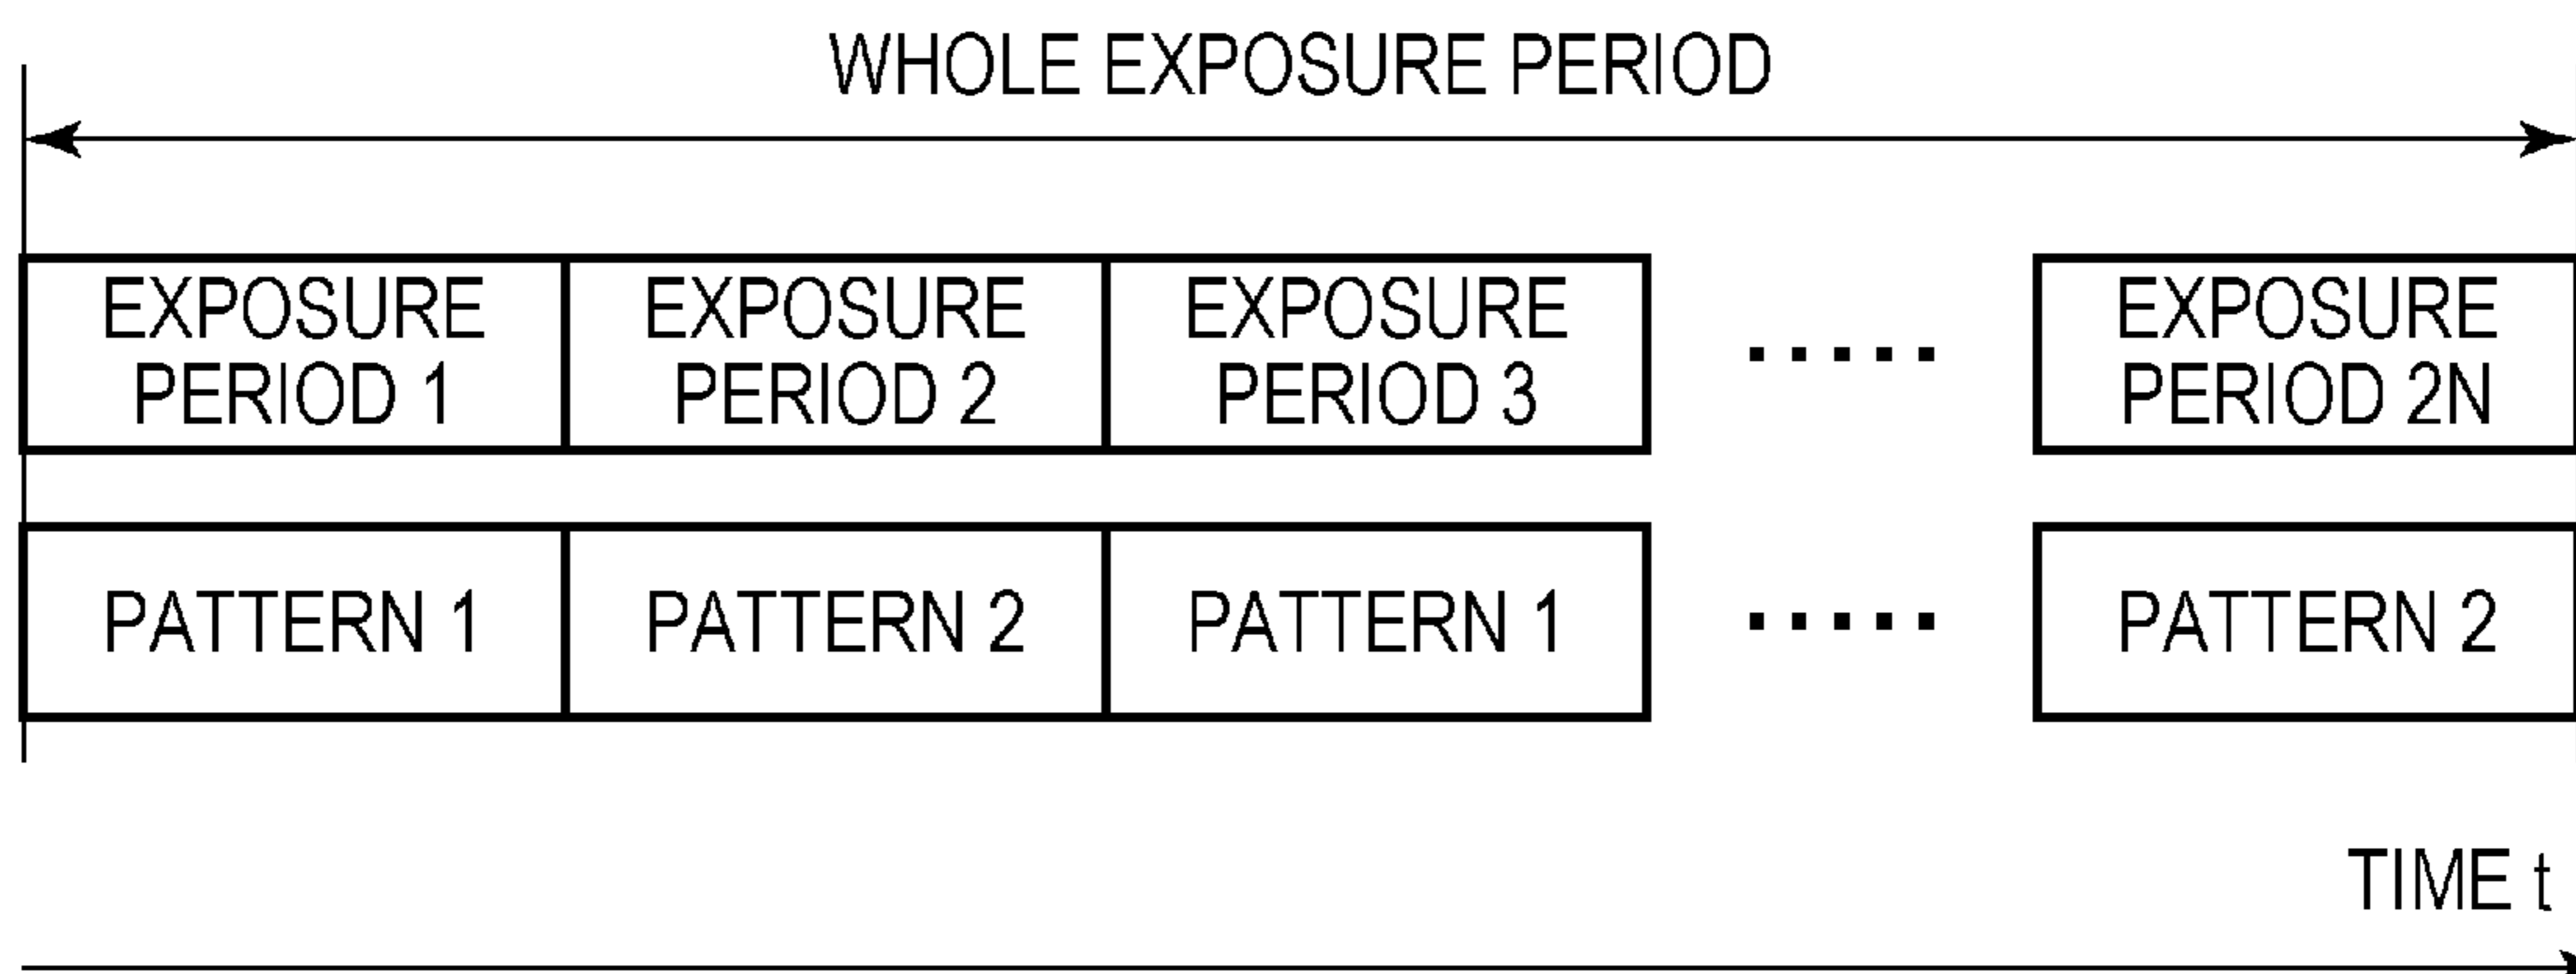 WHOLE EXPOSURE PERIOD
EXPOSURE
PERIOD 1
EXPOSURE
PERIOD 2
EXPOSURE
PERIOD 3
.....
EXPOSURE
PERIOD 2N
PATTERN 1
PATTERN 2
PATTERN 1
.....
PATTERN 2
TIME t